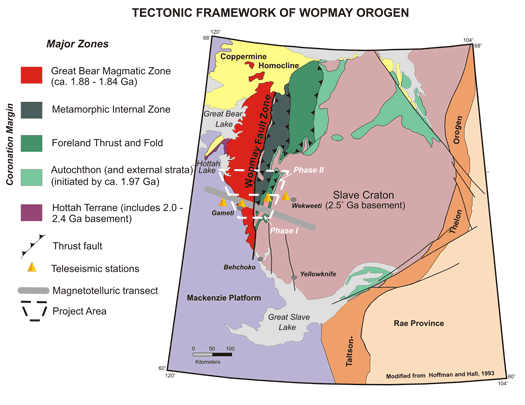 TECTONIC FRAMEWORK OF WOPMAY OROGEN
Major Zones
Coronation Margin
Great Bear Magmatic Zone
(ca. 1.88 - 1.84 Ga)
Metamorphic Internal Zone
Foreland Thrust and Fold
Autochthon (and external strata)
(initiated by ca. 1.97 Ga)
Hottah Terrane (includes 2.0 -
2.4 Ga basement)
Thrust fault
Teleseismic stations
Magnetotelluric transect
Project Area
104'
68'
120'
66'
Coppermine
Homocline
Great Bear
Lake
Wopmay Fault Zone
Hottah
Lake
Phase II
Slave Craton
(2.5+ Ga basement)
Wekweeti
Gameti
Phase I
Orogen
Thelon
Behchoko
Yellowknife
Mackenzie Platform
Great Slave
Lake
Rae Province
Taltson-
0 50 100
Kilometers
Modified from Hoffman and Hall, 1993
60'
120'
60'
104'